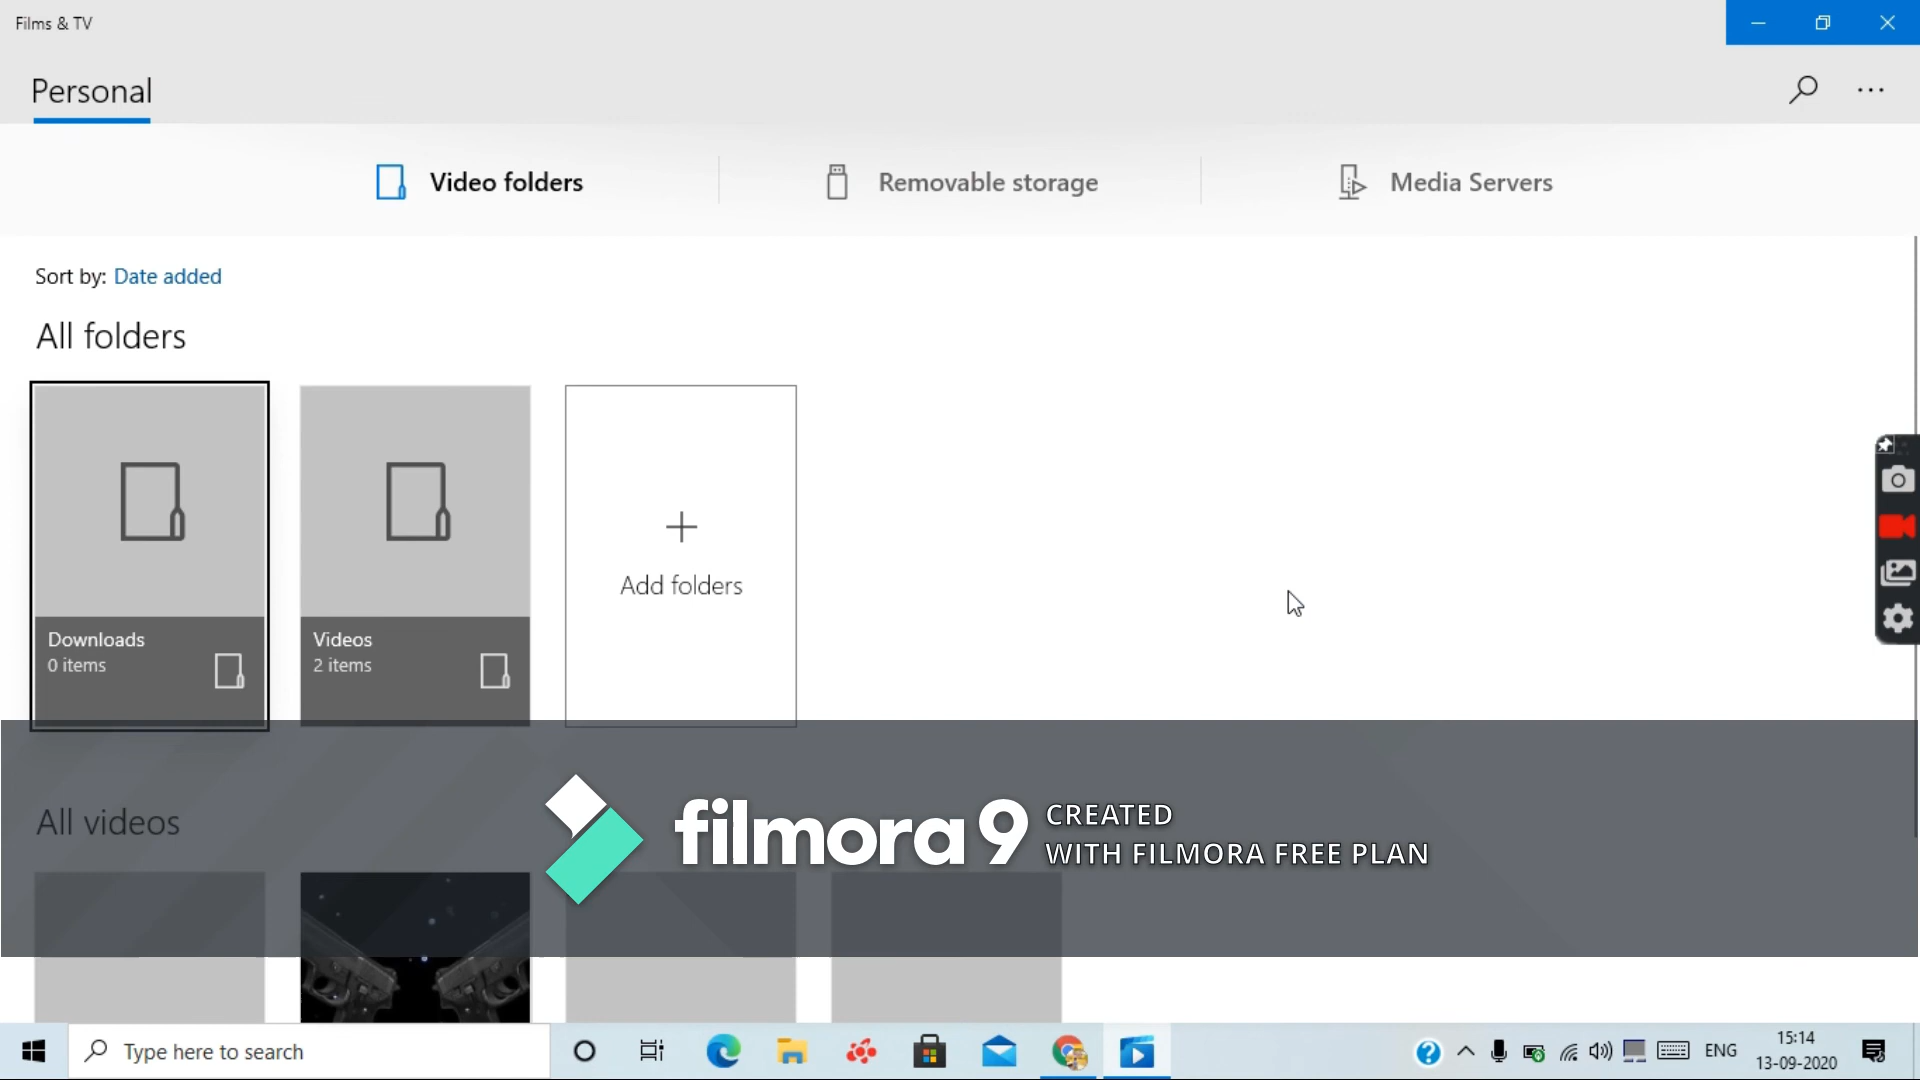 Films & TV
Personal
Video folders
Removable storage
Media Servers
Sort by: Date added
All folders
Downloads
0 items
Videos
2 items
Add folders
All videos
filmora9
CREATED
WITH FILMORA FREE PLAN
Type here to search
ENG
15:14
13-09-2020